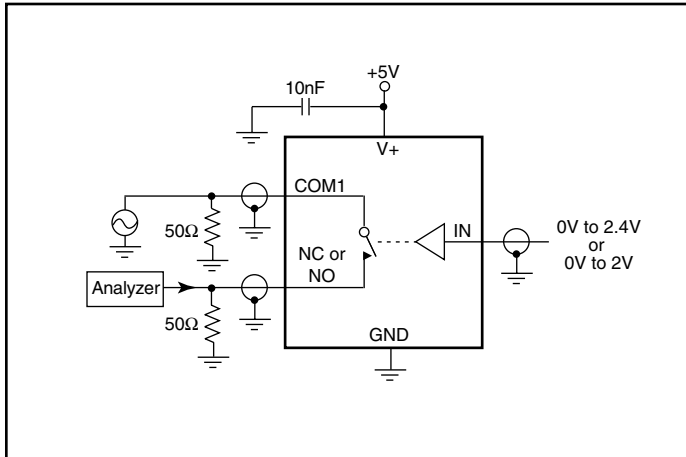 +5V
10nF
V+
COM1
50Ω
NC or
NO
IN
0V to 2.4V
or
0V to 2V
Analyzer
50Ω
GND